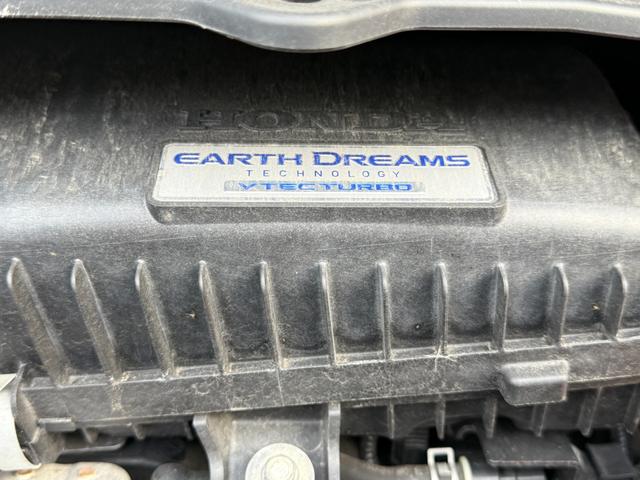 HONDA
EARTH DREAMS
TECHNOLOGY
VTEC TURBO